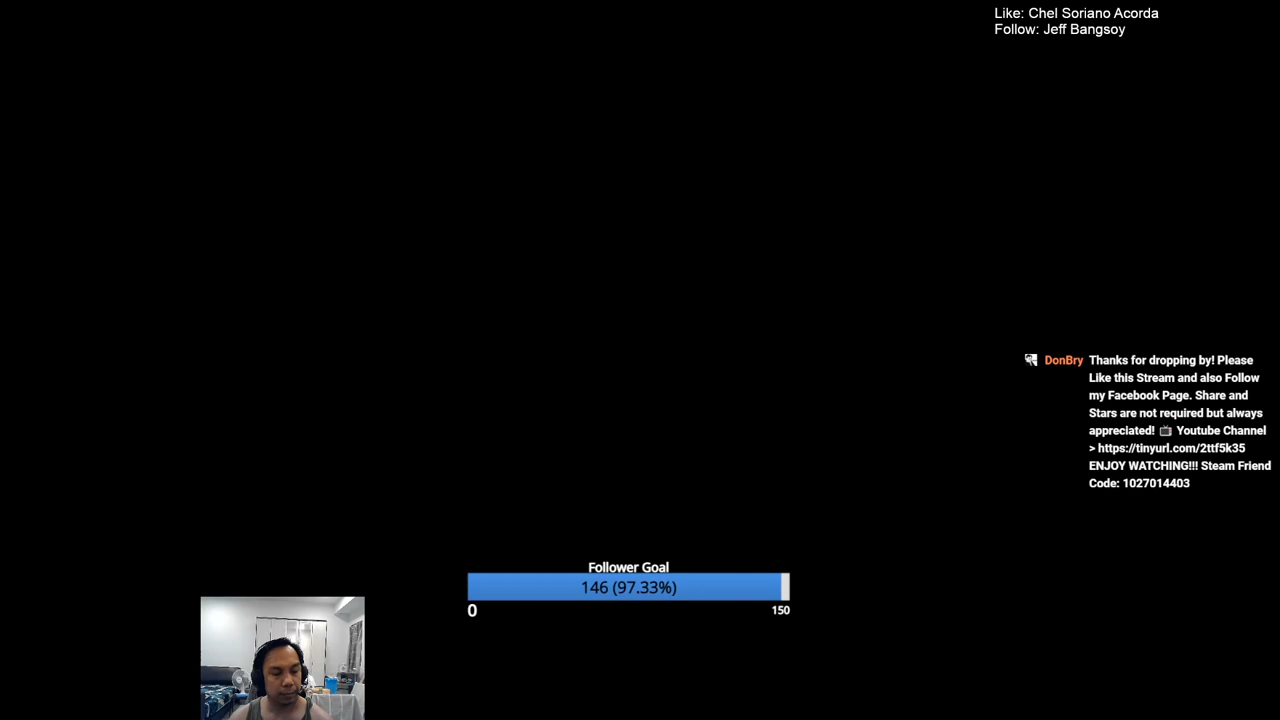 Like: Chel Soriano Acorda
Follow: Jeff Bangsoy
DonBry Thanks for dropping by! Please
Like this Stream and also Follow
my Facebook Page. Share and
Stars are not required but always
appreciated! 📺 Youtube Channel
> https://tinyurl.com/2ttf5k35
ENJOY WATCHING!!! Steam Friend
Code: 1027014403
Follower Goal
146 (97.33%)
0 150